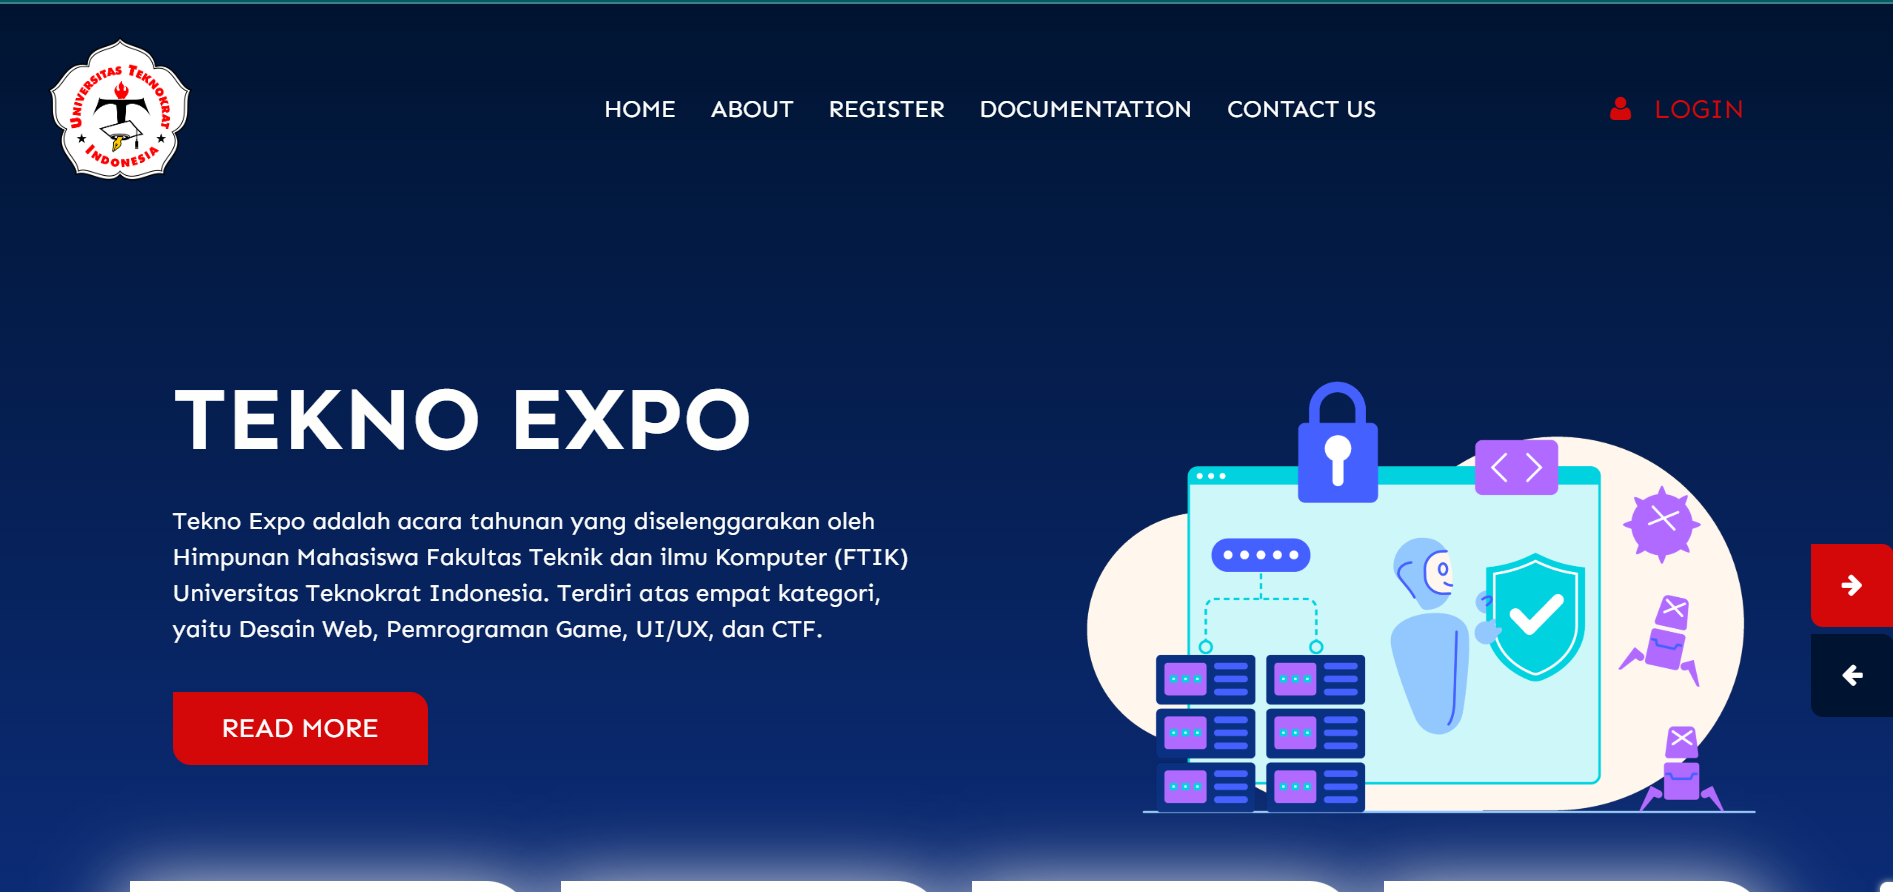 UNIVERSITAS TEKNOKRAT
INDONESIA
HOME ABOUT REGISTER DOCUMENTATION CONTACT US
LOGIN
TEKNO EXPO
Tekno Expo adalah acara tahunan yang diselenggarakan oleh
Himpunan Mahasiswa Fakultas Teknik dan ilmu Komputer (FTIK)
Universitas Teknokrat Indonesia. Terdiri atas empat kategori,
yaitu Desain Web, Pemrograman Game, UI/UX, dan CTF.
READ MORE